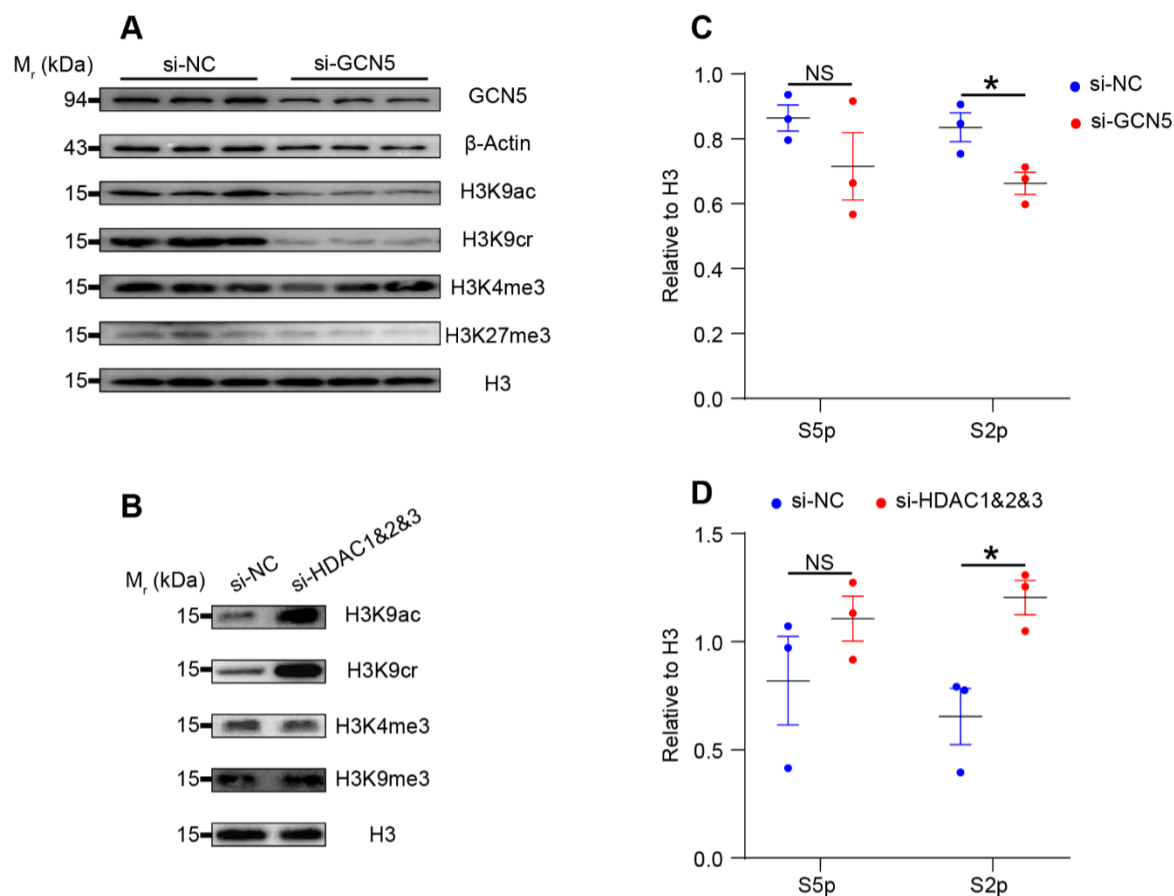 A
Mr (kDa) si-NC si-GCN5
94 GCN5
43 β-Actin
15 H3K9ac
15 H3K9cr
15 H3K4me3
15 H3K27me3
15 H3
B
Mr (kDa) si-NC si-HDAC1&2&3
15 H3K9ac
15 H3K9cr
15 H3K4me3
15 H3K9me3
15 H3
C
Relative to H3
1.0
0.8
0.6
0.4
0.2
0.0
NS
*
si-NC
si-GCN5
S5p S2p
D
si-NC si-HDAC1&2&3
Relative to H3
1.5
1.0
0.5
0.0
NS
*
S5p S2p